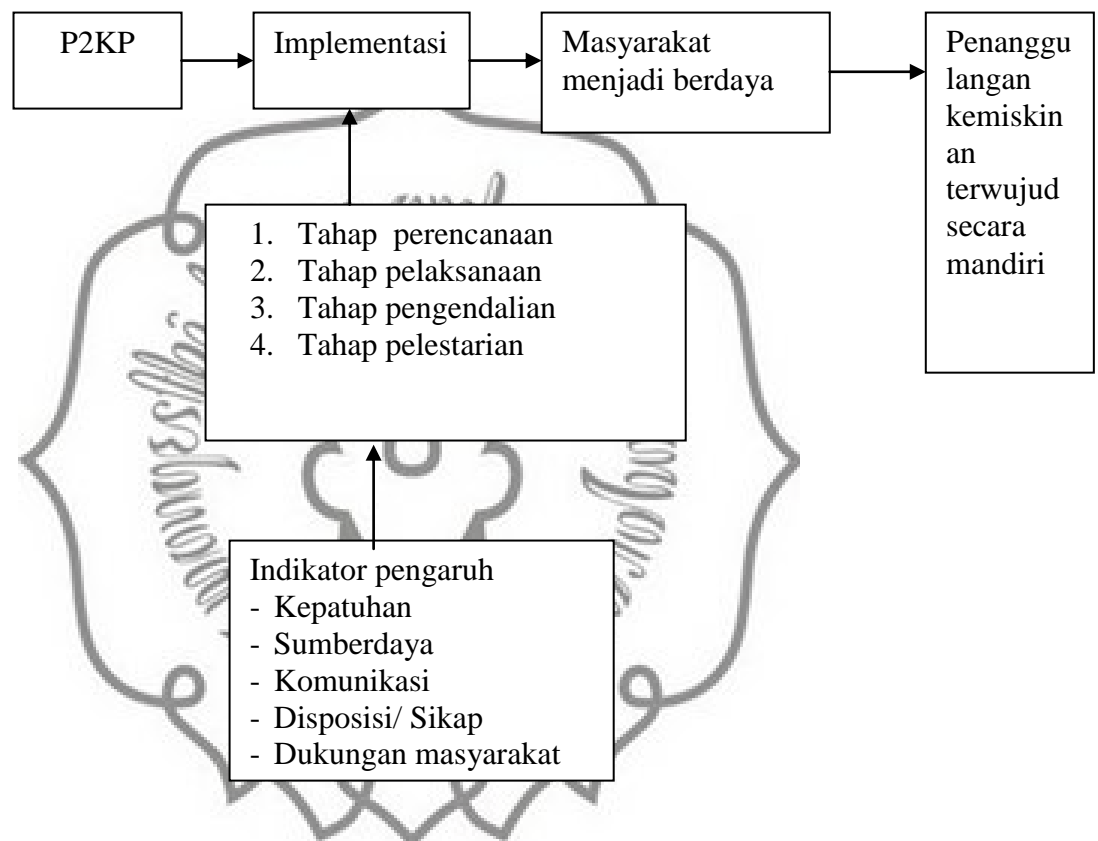 P2KP
Implementasi
Masyarakat
menjadi berdaya
Penanggu
langan
kemiskin
an
terwujud
secara
mandiri
1. Tahap perencanaan
2. Tahap pelaksanaan
3. Tahap pengendalian
4. Tahap pelestarian
Indikator pengaruh
- Kepatuhan
- Sumberdaya
- Komunikasi
- Disposisi/ Sikap
- Dukungan masyarakat